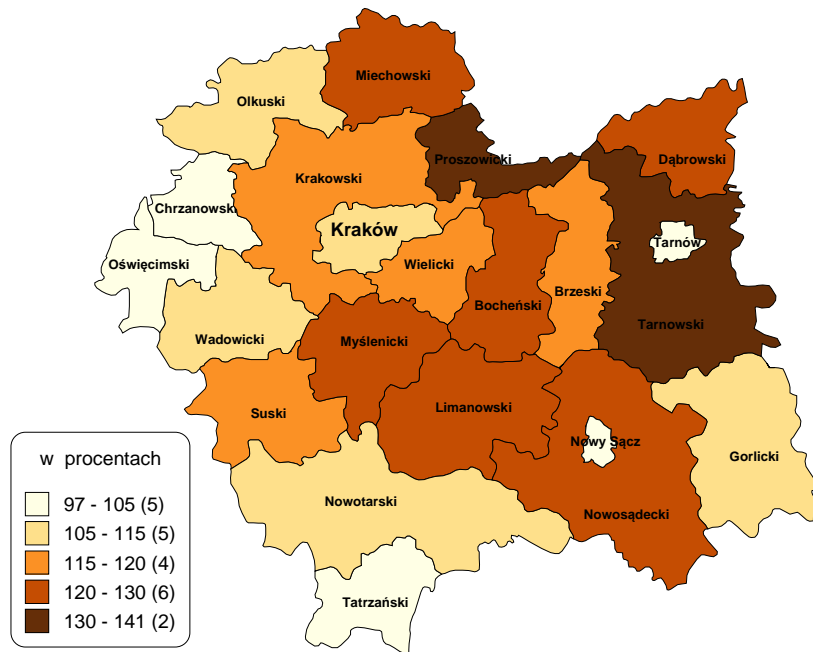 Miechowski
Olkuski
Proszowicki
Dąbrowski
Krakowski
Chrzanowski
Kraków
Tarnów
Oświęcimski
Wielicki
Brzeski
Bocheński
Tarnowski
Wadowicki
Myślenicki
Limanowski
Suski
Nowy Sącz
Gorlicki
Nowotarski
Nowosądecki
Tatrzański
w procentach
97 - 105 (5)
105 - 115 (5)
115 - 120 (4)
120 - 130 (6)
130 - 141 (2)